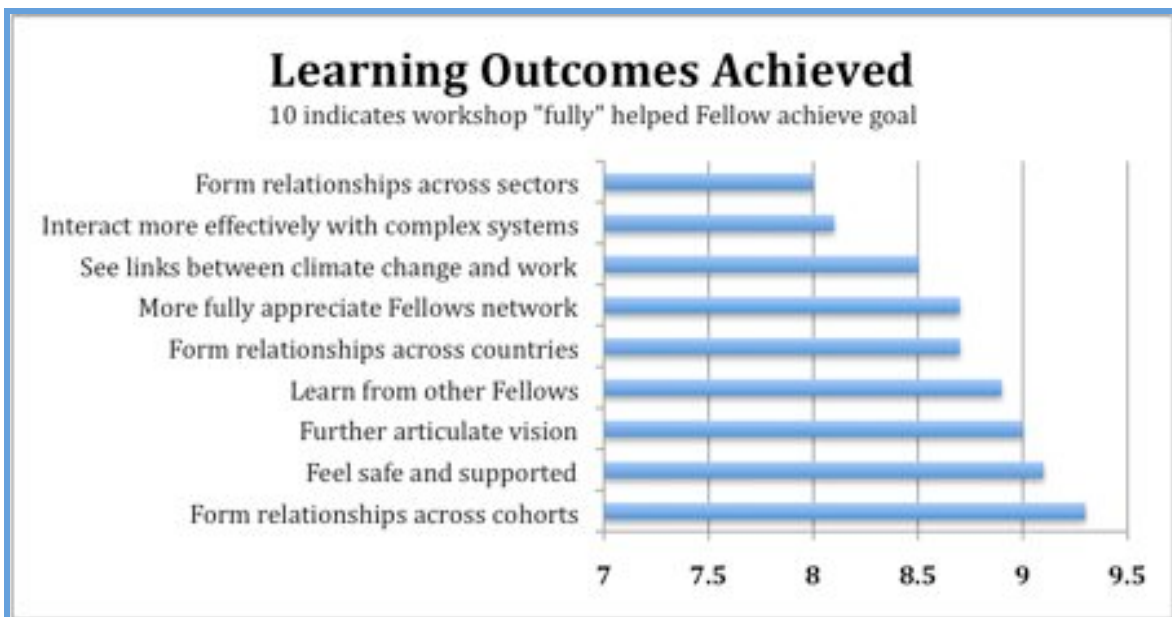 Learning Outcomes Achieved
10 indicates workshop "fully" helped Fellow achieve goal
Form relationships across sectors
Interact more effectively with complex systems
See links between climate change and work
More fully appreciate Fellows network
Form relationships across countries
Learn from other Fellows
Further articulate vision
Feel safe and supported
Form relationships across cohorts
7 7.5 8 8.5 9 9.5